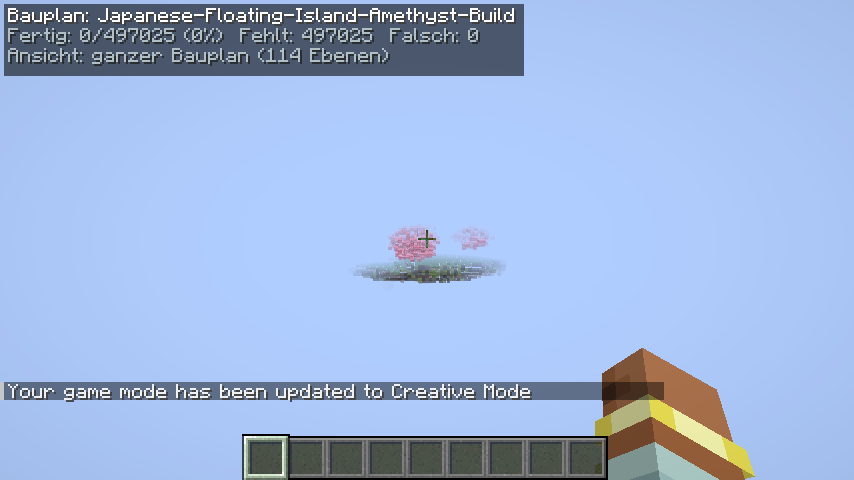 Bauplan: Japanese-Floating-Island-Amethyst-Build
Fertig: 0/497025 (0%)  Fehlt: 497025  Falsch: 0
Ansicht: ganzer Bauplan (114 Ebenen)
Your game mode has been updated to Creative Mode